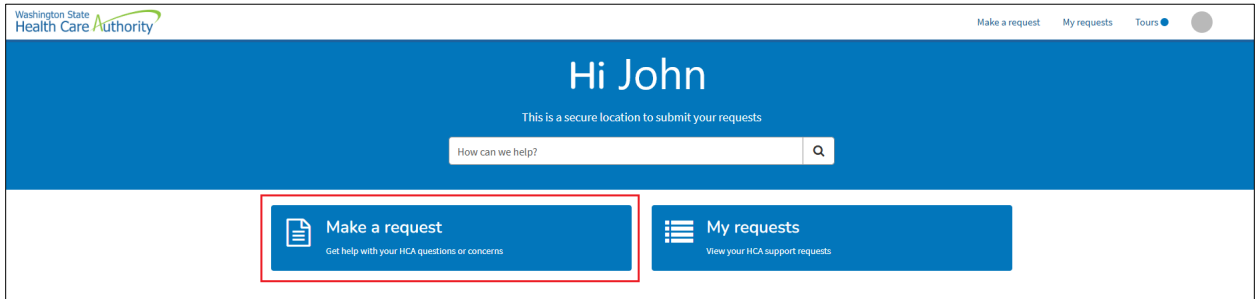 Washington State
Health Care Authority
Make a request My requests Tours
Hi John
This is a secure location to submit your requests
How can we help?
Make a request
Get help with your HCA questions or concerns
My requests
View your HCA support requests